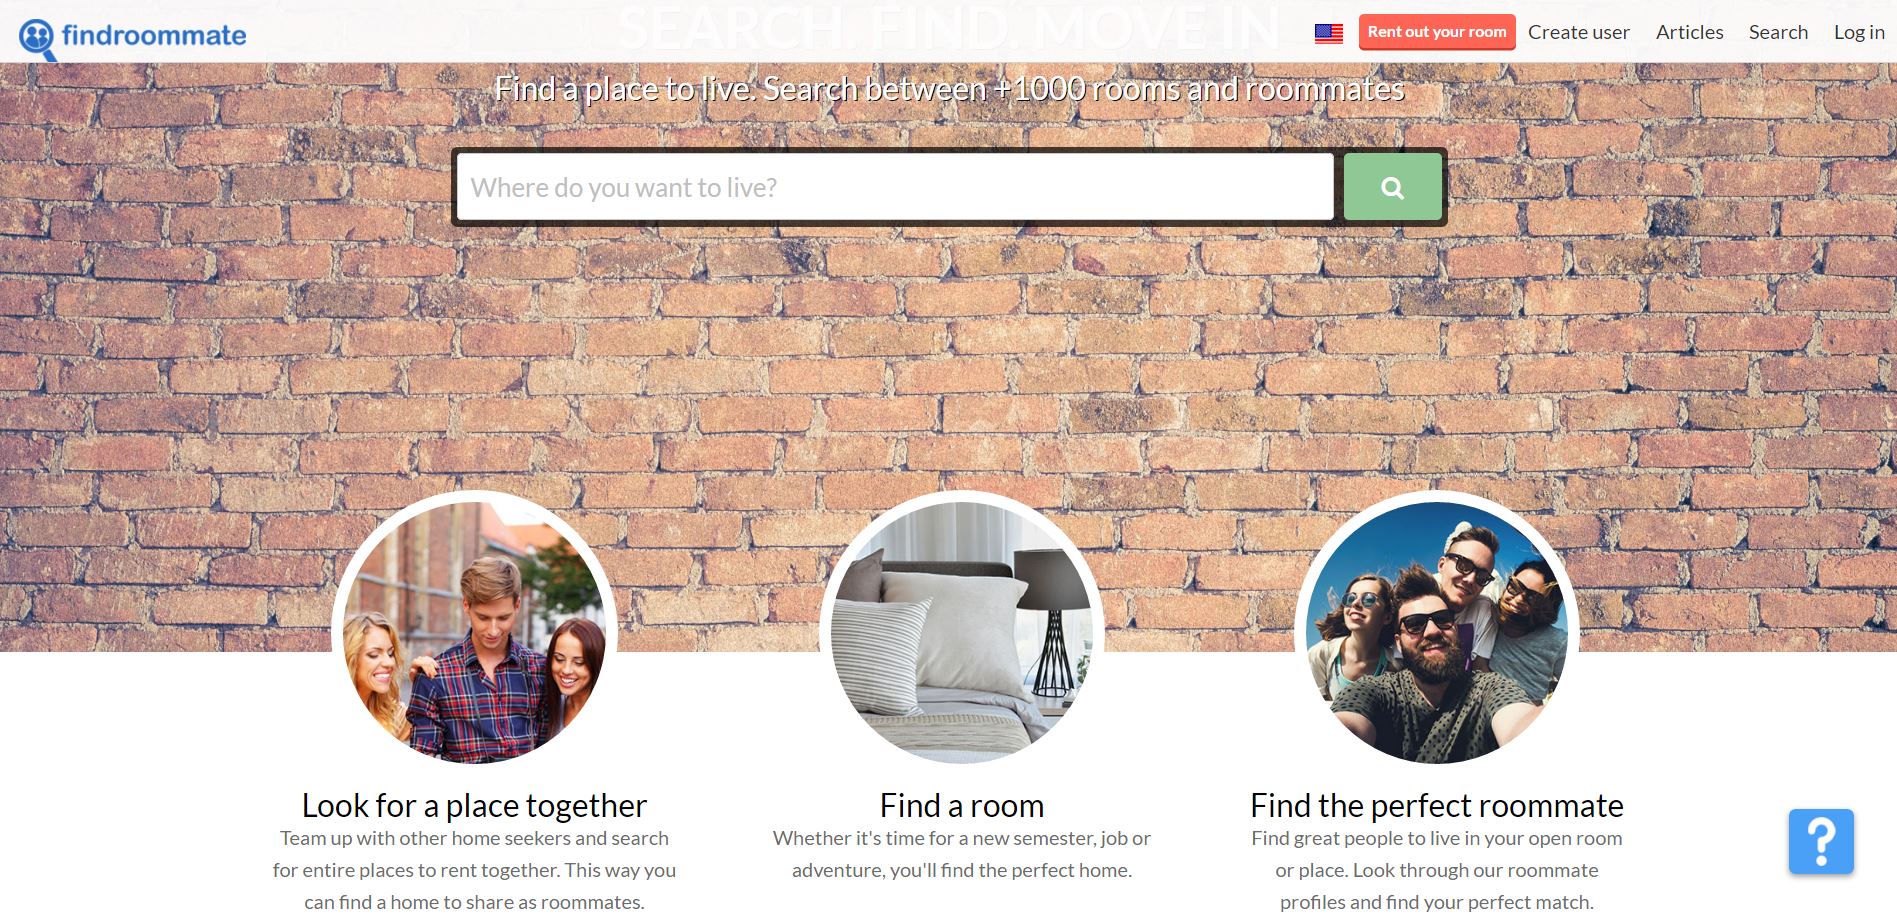 findroommate
SEARCH. FIND. MOVE IN
Rent out your room
Create user
Articles
Search
Log in
Find a place to live. Search between +1000 rooms and roommates
Where do you want to live?
Look for a place together
Team up with other home seekers and search
for entire places to rent together. This way you
can find a home to share as roommates.
Find a room
Whether it's time for a new semester, job or
adventure, you'll find the perfect home.
Find the perfect roommate
Find great people to live in your open room
or place. Look through our roommate
profiles and find your perfect match.
?